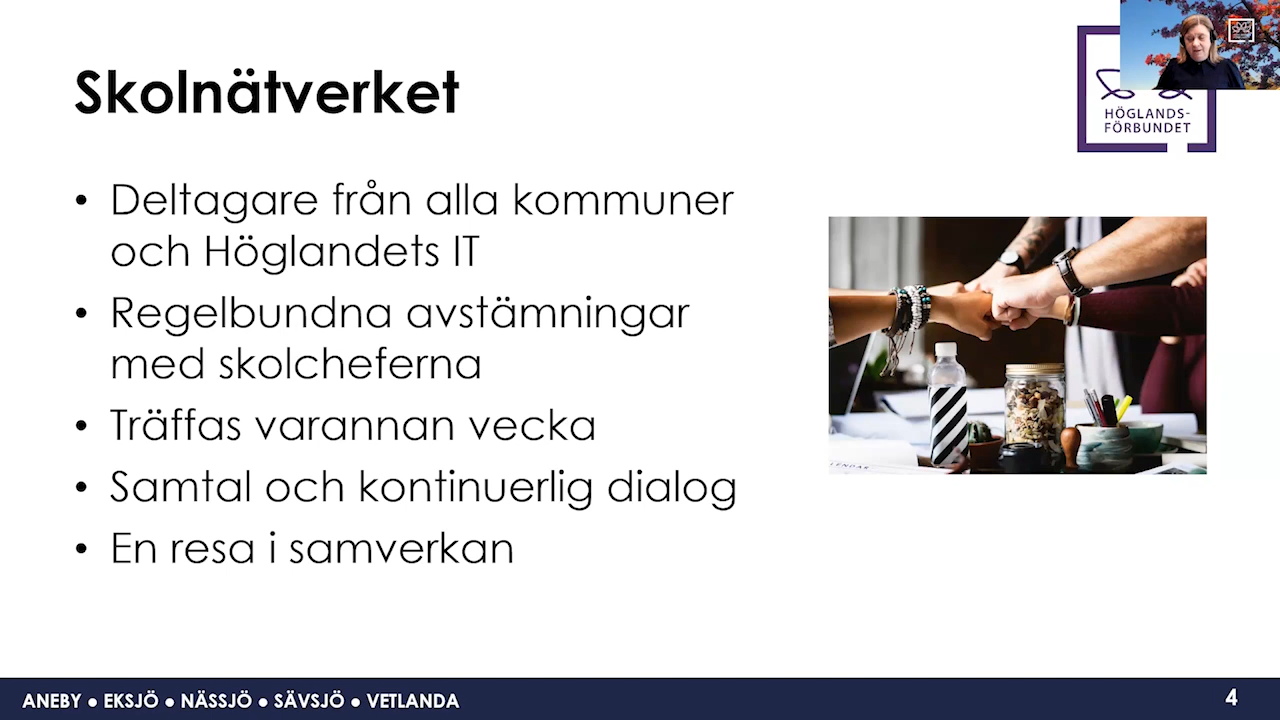 Skolnätverket
HÖGLANDS-
FÖRBUNDET
• Deltagare från alla kommuner
och Höglandets IT
• Regelbundna avstämningar
med skolcheferna
• Träffas varannan vecka
• Samtal och kontinuerlig dialog
• En resa i samverkan
ANEBY ● EKSJÖ ● NÄSSJÖ ● SÄVSJÖ ● VETLANDA
4